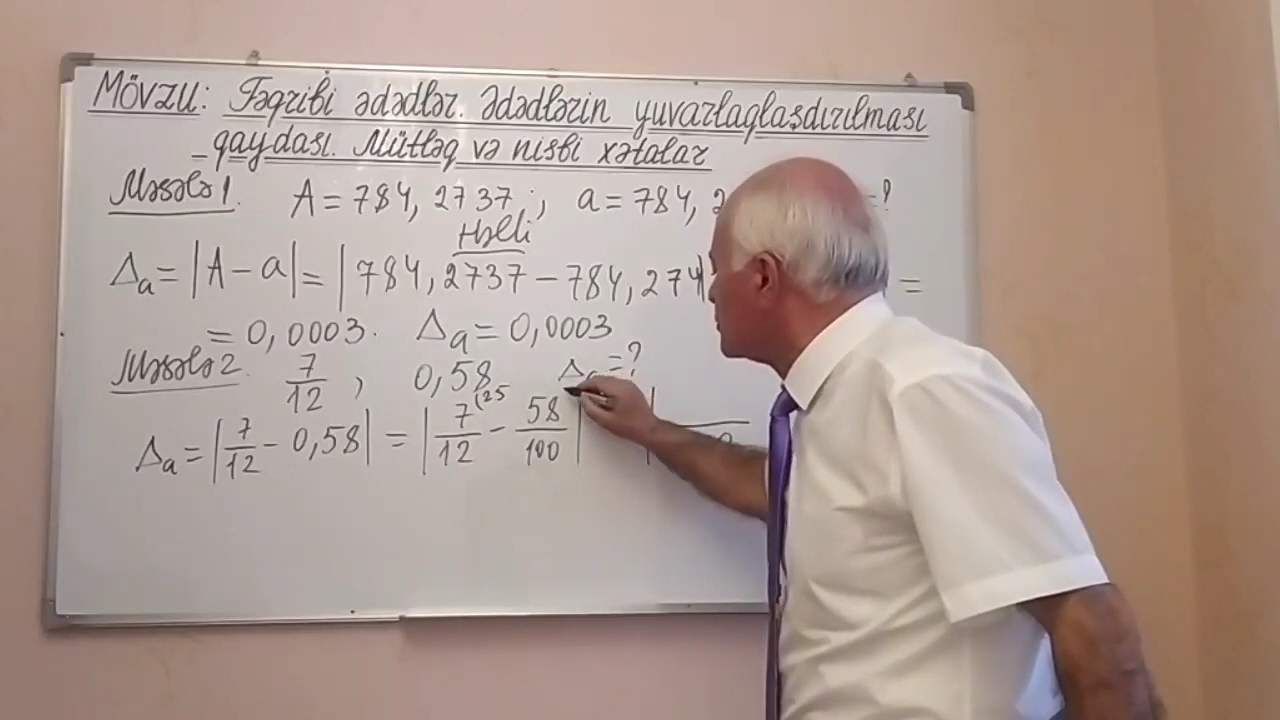 MÖVZU: Təqribi ədədlər. Ədədlərin yuvarlaqlaşdırılması
qaydası. Mütləq və nisbi xətalar
Məsələ 1. A = 784, 2737 ; a = 784, 2 = ?
Həlli
Δa = |A − a| = |784, 2737 − 784, 274| =
= 0,0003. Δa = 0,0003
Məsələ 2. 7/12 , 0,58 Δa = ?
Δa = |7/12 − 0,58| = |7(25/12 − 58/100|